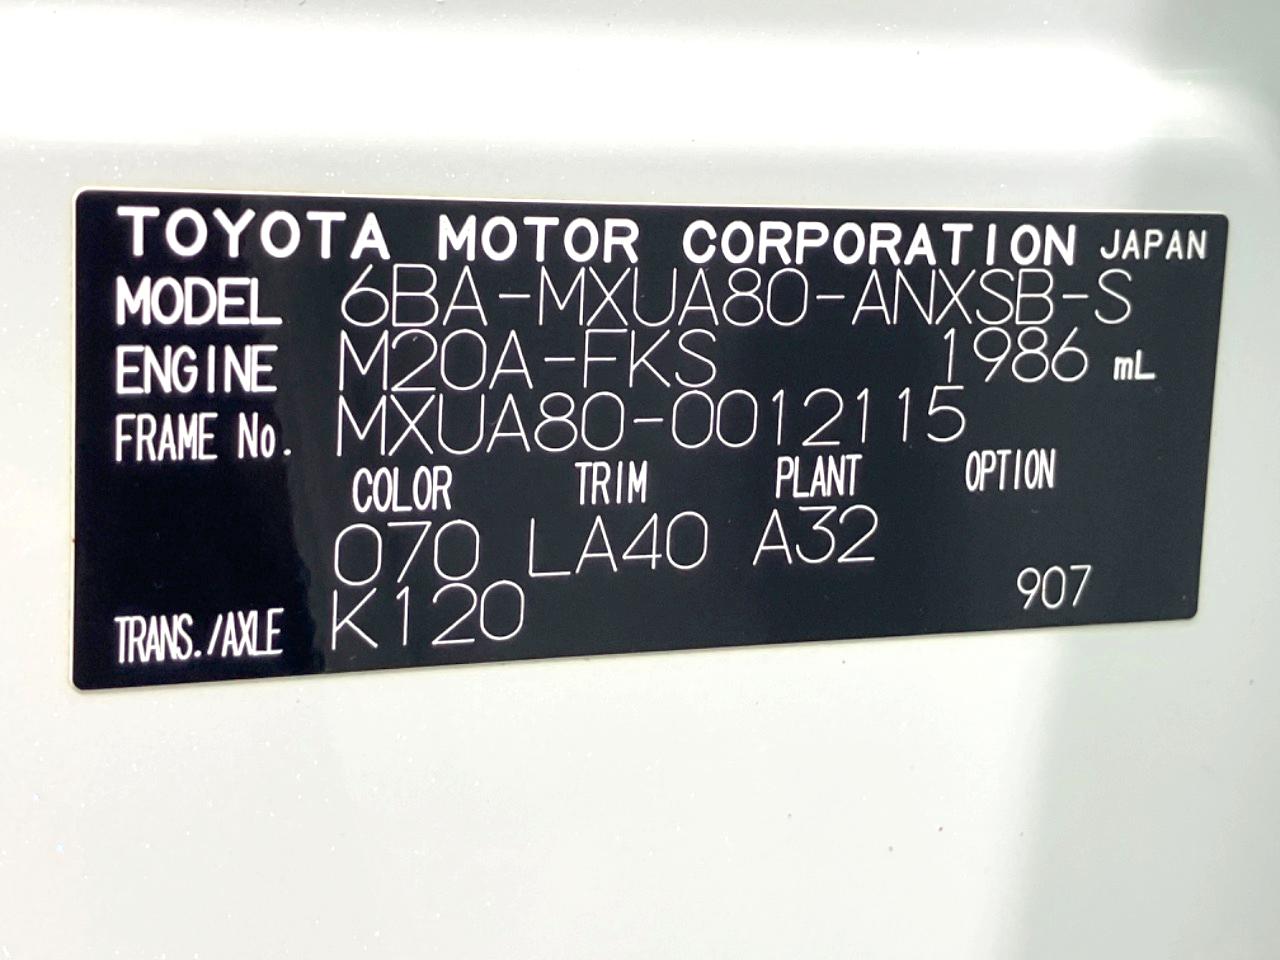 TOYOTA MOTOR CORPORATION JAPAN
MODEL 6BA-MXUA80-ANXSB-S
ENGINE M20A-FKS 1986 mL
FRAME No. MXUA80-0012115
COLOR TRIM PLANT OPTION
070 LA40 A32
TRANS./AXLE K120 907